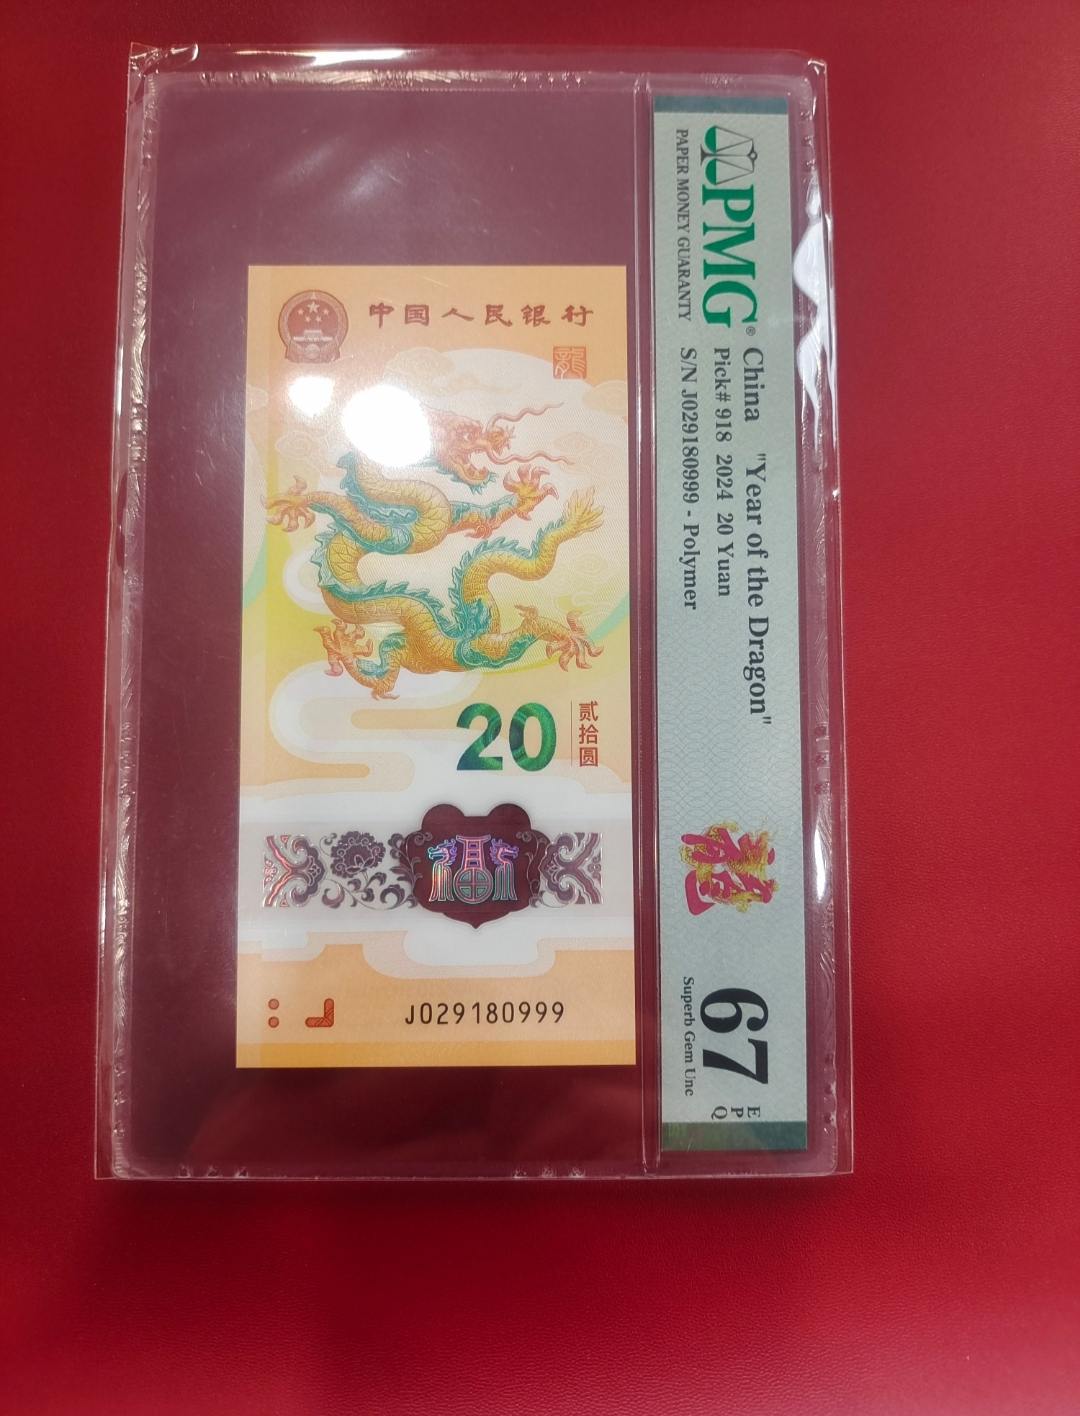 中国人民银行
龍
20
贰拾圆
J029180999
PMG®
PAPER MONEY GUARANTY
China "Year of the Dragon"
Pick# 918 2024 20 Yuan
S/N J029180999 - Polymer
67
EPQ
Superb Gem Unc